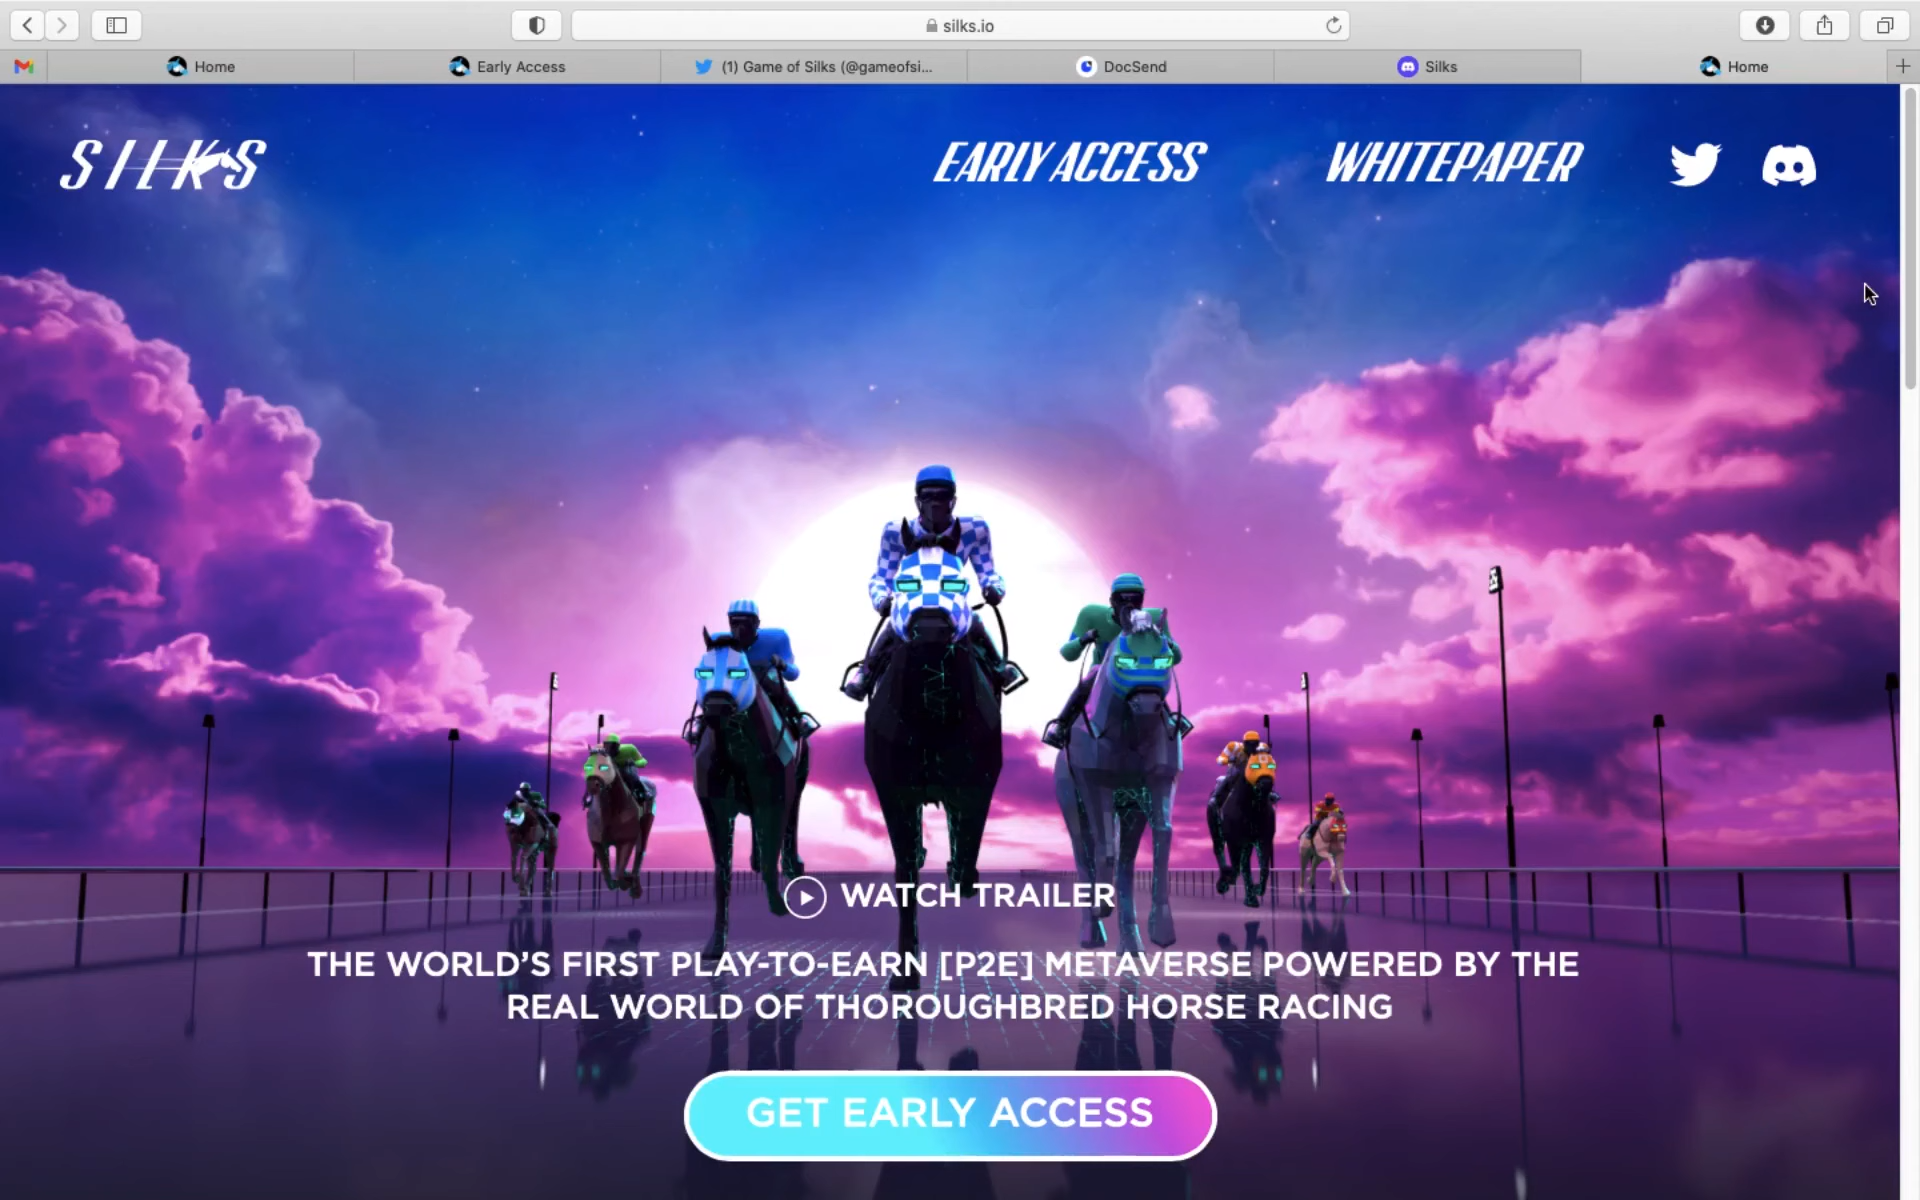 silks.io
Home
Early Access
(1) Game of Silks (@gameofsi...
DocSend
Silks
Home
SILKS
EARLY ACCESS
WHITEPAPER
WATCH TRAILER
THE WORLD’S FIRST PLAY-TO-EARN [P2E] METAVERSE POWERED BY THE
REAL WORLD OF THOROUGHBRED HORSE RACING
GET EARLY ACCESS